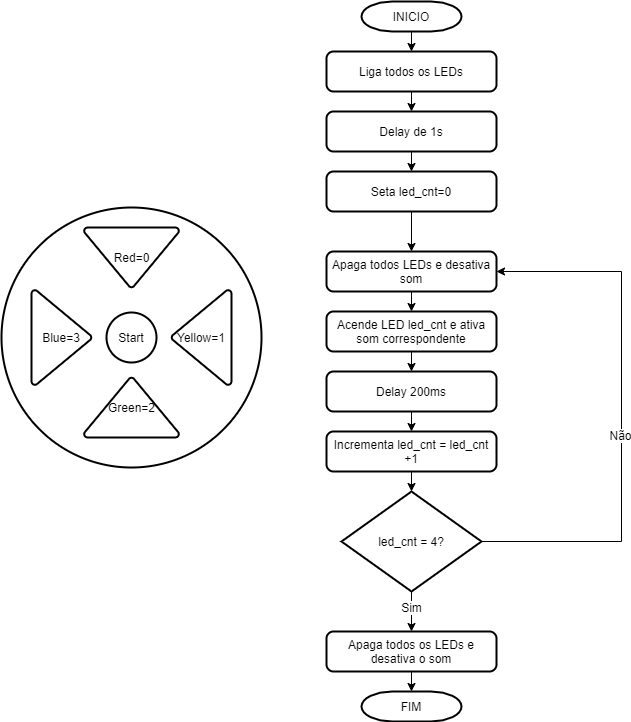 Red=0
Blue=3
Start
Yellow=1
Green=2
INICIO
Liga todos os LEDs
Delay de 1s
Seta led_cnt=0
Apaga todos LEDs e desativa
som
Acende LED led_cnt e ativa
som correspondente
Delay 200ms
Incrementa led_cnt = led_cnt
+1
led_cnt = 4?
Não
Sim
Apaga todos os LEDs e
desativa o som
FIM